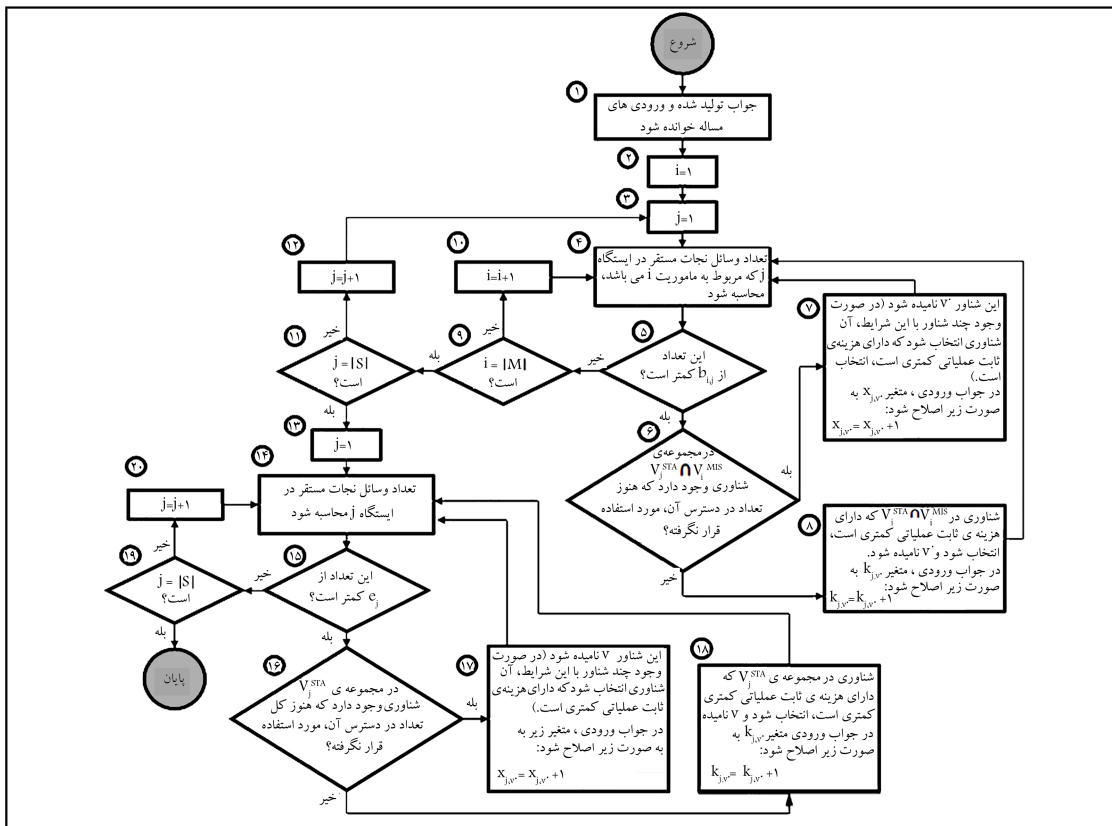 شروع
۱
جواب تولید شده و ورودی های
مساله خوانده شود
۲
i=۱
۳
j=۱
۴
تعداد وسائل نجات مستقر در ایستگاه
j که مربوط به ماموریت i می باشد،
محاسبه شود
۵
این تعداد
از b_{i,j} کمتر است؟
خیر
بله
۶
در مجموعه‌ی
V_j^{STA} ∩ V_i^{MIS}
شناوری وجود دارد که هنوز
تعداد در دسترس آن، مورد استفاده
قرار نگرفته؟
بله
خیر
۷
این شناور v˙ نامیده شود (در صورت
وجود چند شناور با این شرایط، آن
شناوری انتخاب شود که دارای هزینه‌ی
ثابت عملیاتی کمتری است، انتخاب
است.)
در جواب ورودی ، متغیر x_{j,v˙} به
صورت زیر اصلاح شود:
x_{j,v˙} = x_{j,v˙} +۱
۸
شناوری در V_j^{STA} ∩ V_i^{MIS} که دارای
هزینه ی ثابت عملیاتی کمتری است،
انتخاب شود و v˙ نامیده شود.
در جواب ورودی ، متغیر k_{j,v˙} به
صورت زیر اصلاح شود:
k_{j,v˙}= k_{j,v˙} +۱
۹
i = |M|
است؟
خیر
بله
۱۰
i=i+۱
۱۱
j = |S|
است؟
خیر
بله
۱۲
j=j+۱
۱۳
j=۱
۱۴
تعداد وسائل نجات مستقر در
ایستگاه j محاسبه شود
۱۵
این تعداد از
e_j کمتر است؟
خیر
بله
۱۶
در مجموعه ی V_j^{STA}
شناوری وجود دارد که هنوز کل
تعداد در دسترس آن، مورد استفاده
قرار نگرفته؟
بله
خیر
۱۷
این شناور v˙ نامیده شود (در صورت
وجود چند شناور با این شرایط، آن
شناوری انتخاب شود که دارای هزینه‌ی
ثابت عملیاتی کمتری است.)
در جواب ورودی ، متغیر زیر به
به صورت زیر اصلاح شود:
x_{j,v˙} = x_{j,v˙} +۱
۱۸
شناوری در مجموعه ی V_j^{STA} که
دارای هزینه ی ثابت عملیاتی کمتری
کمتری است، انتخاب شود و v˙ نامیده
در جواب ورودی متغیر k_{j,v˙} به
صورت زیر اصلاح شود:
k_{j,v˙} = k_{j,v˙} +۱
۱۹
j = |S|
است؟
خیر
بله
۲۰
j=j+۱
پایان